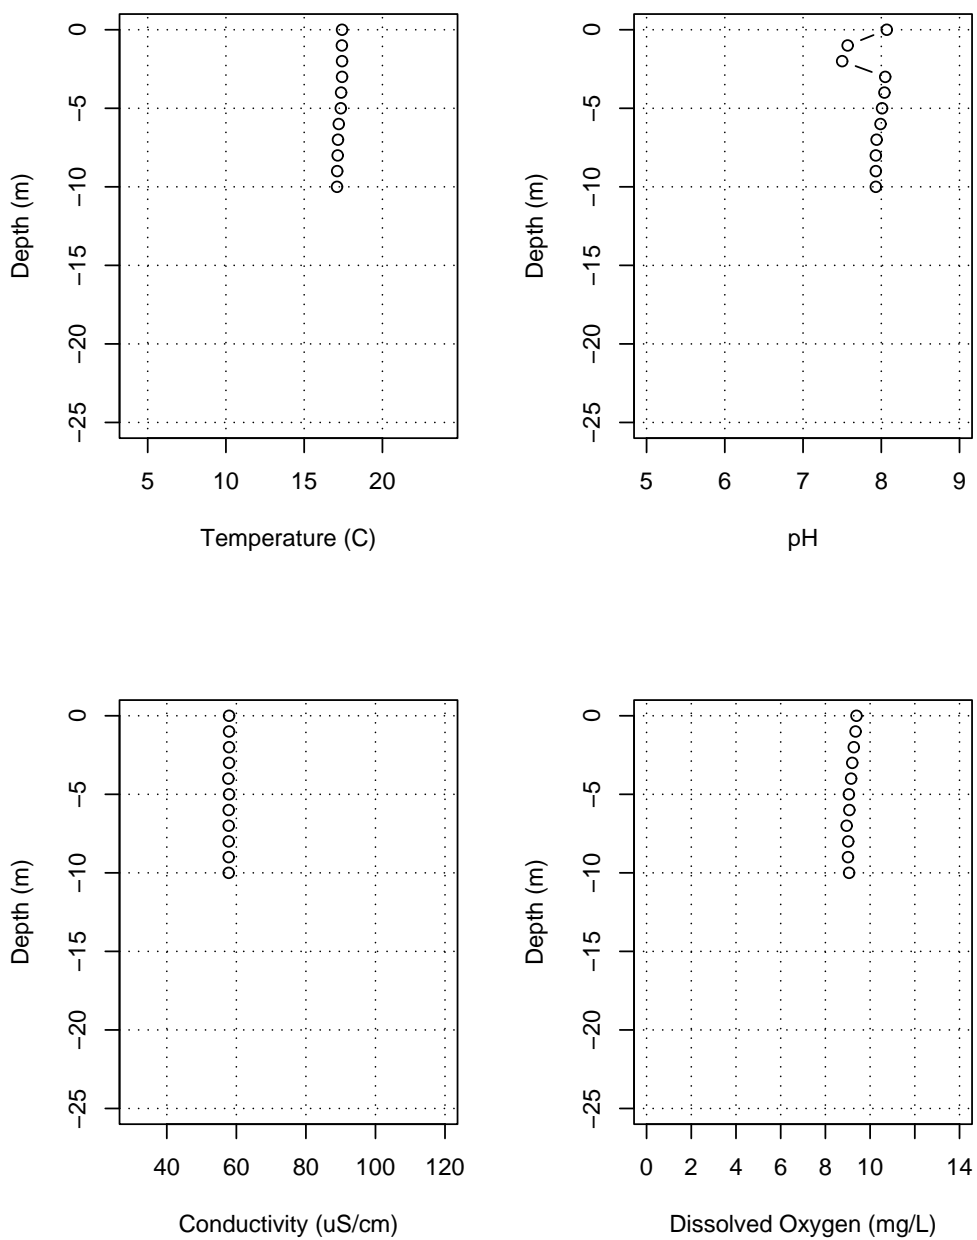 0
−5
−10
−15
−20
−25
Depth (m)
5 10 15 20
Temperature (C)
0
−5
−10
−15
−20
−25
Depth (m)
5 6 7 8 9
pH
0
−5
−10
−15
−20
−25
Depth (m)
40 60 80 100 120
Conductivity (uS/cm)
0
−5
−10
−15
−20
−25
Depth (m)
0 2 4 6 8 10 14
Dissolved Oxygen (mg/L)